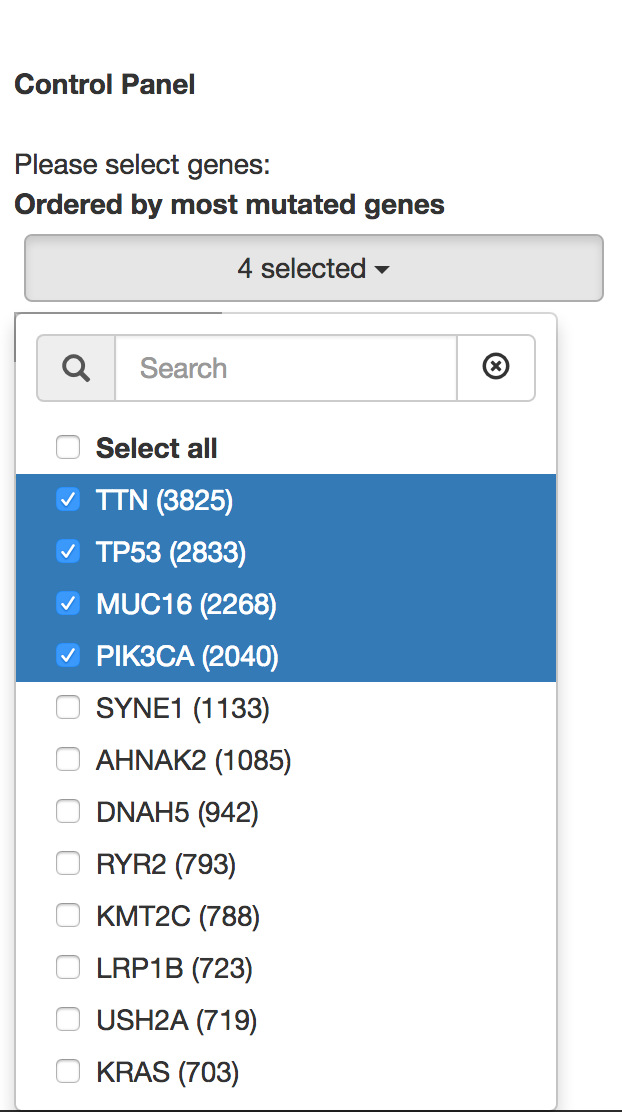 Control Panel
Please select genes:
Ordered by most mutated genes
4 selected
Search
Select all
TTN (3825)
TP53 (2833)
MUC16 (2268)
PIK3CA (2040)
SYNE1 (1133)
AHNAK2 (1085)
DNAH5 (942)
RYR2 (793)
KMT2C (788)
LRP1B (723)
USH2A (719)
KRAS (703)